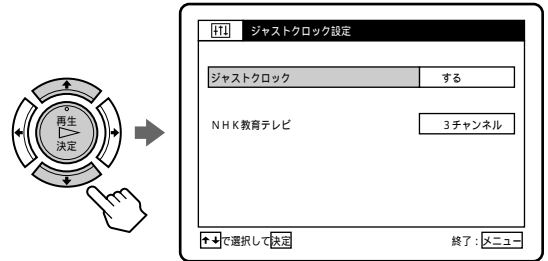 再生
決定
ジャストクロック設定
ジャストクロック する
NHK教育テレビ 3チャンネル
↑↓で選択して決定 終了:メニュー